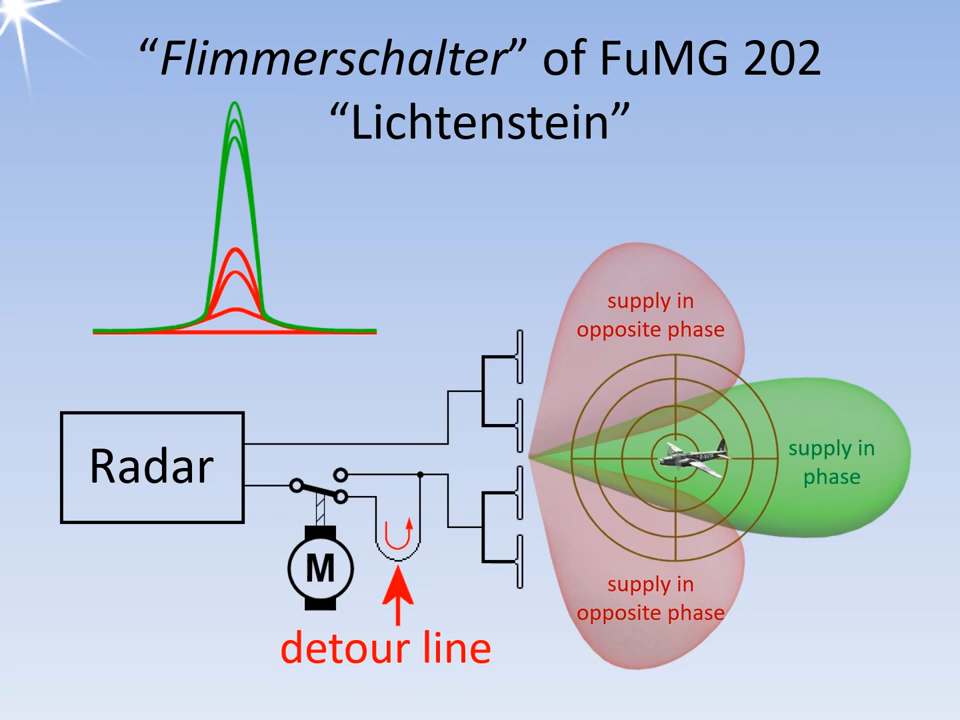 “Flimmerschalter” of FuMG 202
“Lichtenstein”
supply in
opposite phase
Radar
supply in
phase
M
supply in
opposite phase
detour line